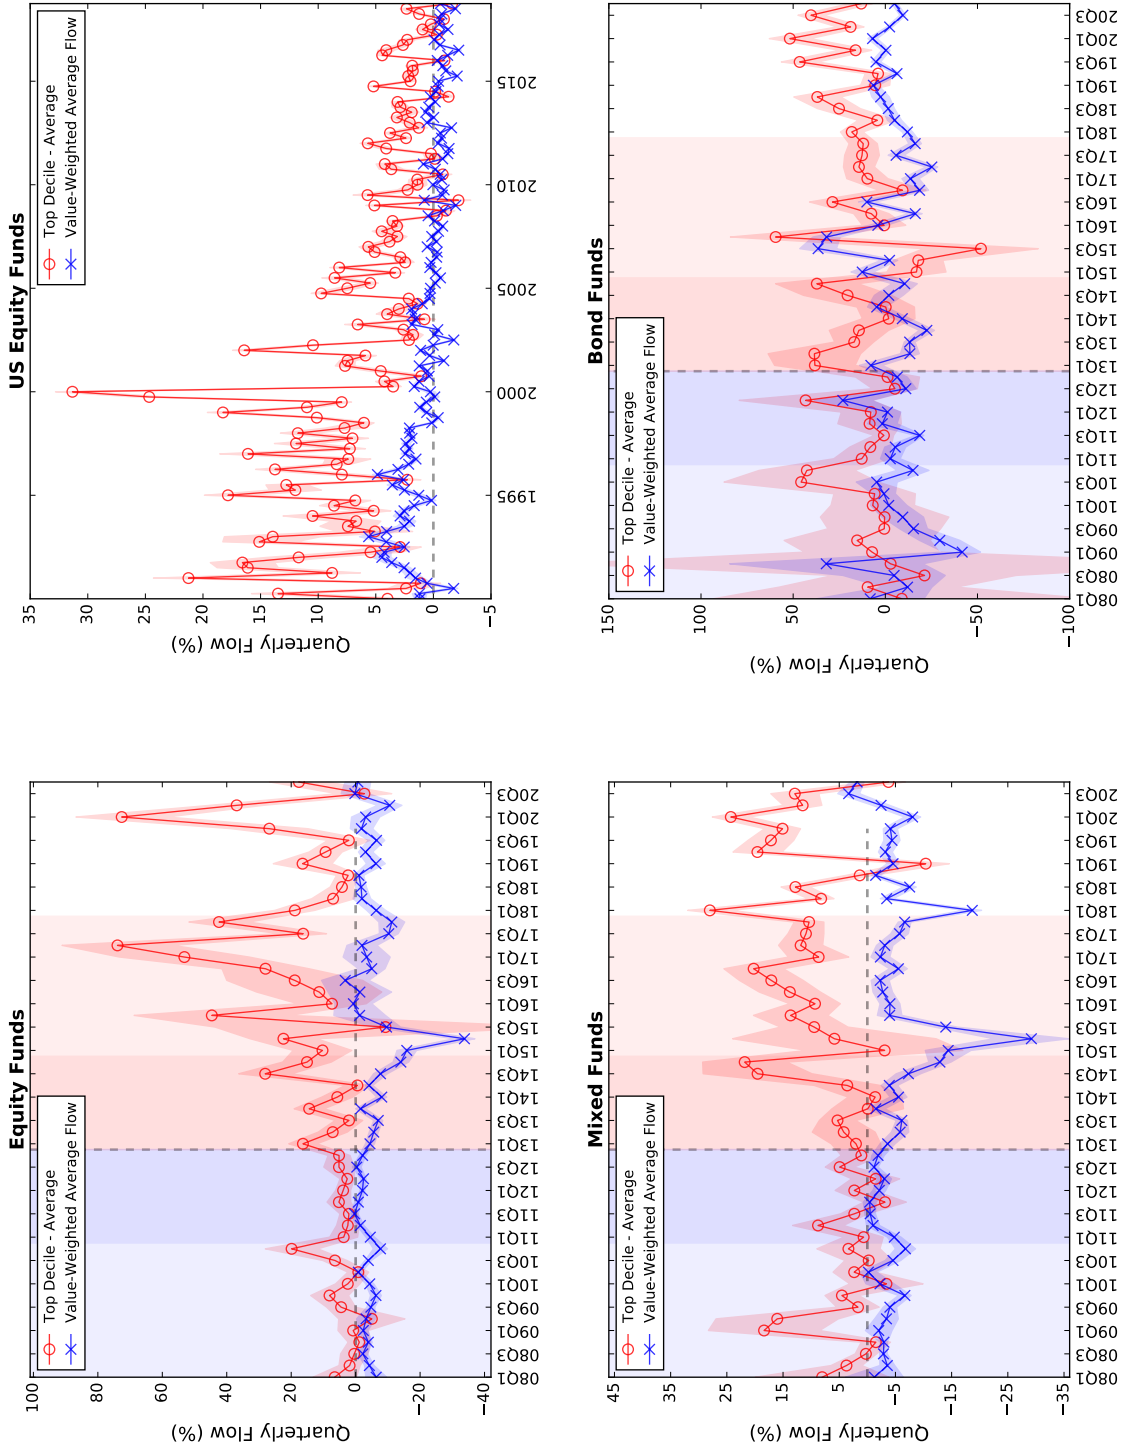 Equity Funds
Top Decile - Average
Value-Weighted Average Flow
Quarterly Flow (%)
100
80
60
40
20
0
−20
−40
08Q1 08Q3 09Q1 09Q3 10Q1 10Q3 11Q1 11Q3 12Q1 12Q3 13Q1 13Q3 14Q1 14Q3 15Q1 15Q3 16Q1 16Q3 17Q1 17Q3 18Q1 18Q3 19Q1 19Q3 20Q1 20Q3
US Equity Funds
Top Decile - Average
Value-Weighted Average Flow
Quarterly Flow (%)
35
30
25
20
15
10
5
0
−5
1995 2000 2005 2010 2015
Mixed Funds
Top Decile - Average
Value-Weighted Average Flow
Quarterly Flow (%)
45
35
25
15
5
−5
−15
−25
−35
08Q1 08Q3 09Q1 09Q3 10Q1 10Q3 11Q1 11Q3 12Q1 12Q3 13Q1 13Q3 14Q1 14Q3 15Q1 15Q3 16Q1 16Q3 17Q1 17Q3 18Q1 18Q3 19Q1 19Q3 20Q1 20Q3
Bond Funds
Top Decile - Average
Value-Weighted Average Flow
Quarterly Flow (%)
150
100
50
0
−50
−100
08Q1 08Q3 09Q1 09Q3 10Q1 10Q3 11Q1 11Q3 12Q1 12Q3 13Q1 13Q3 14Q1 14Q3 15Q1 15Q3 16Q1 16Q3 17Q1 17Q3 18Q1 18Q3 19Q1 19Q3 20Q1 20Q3